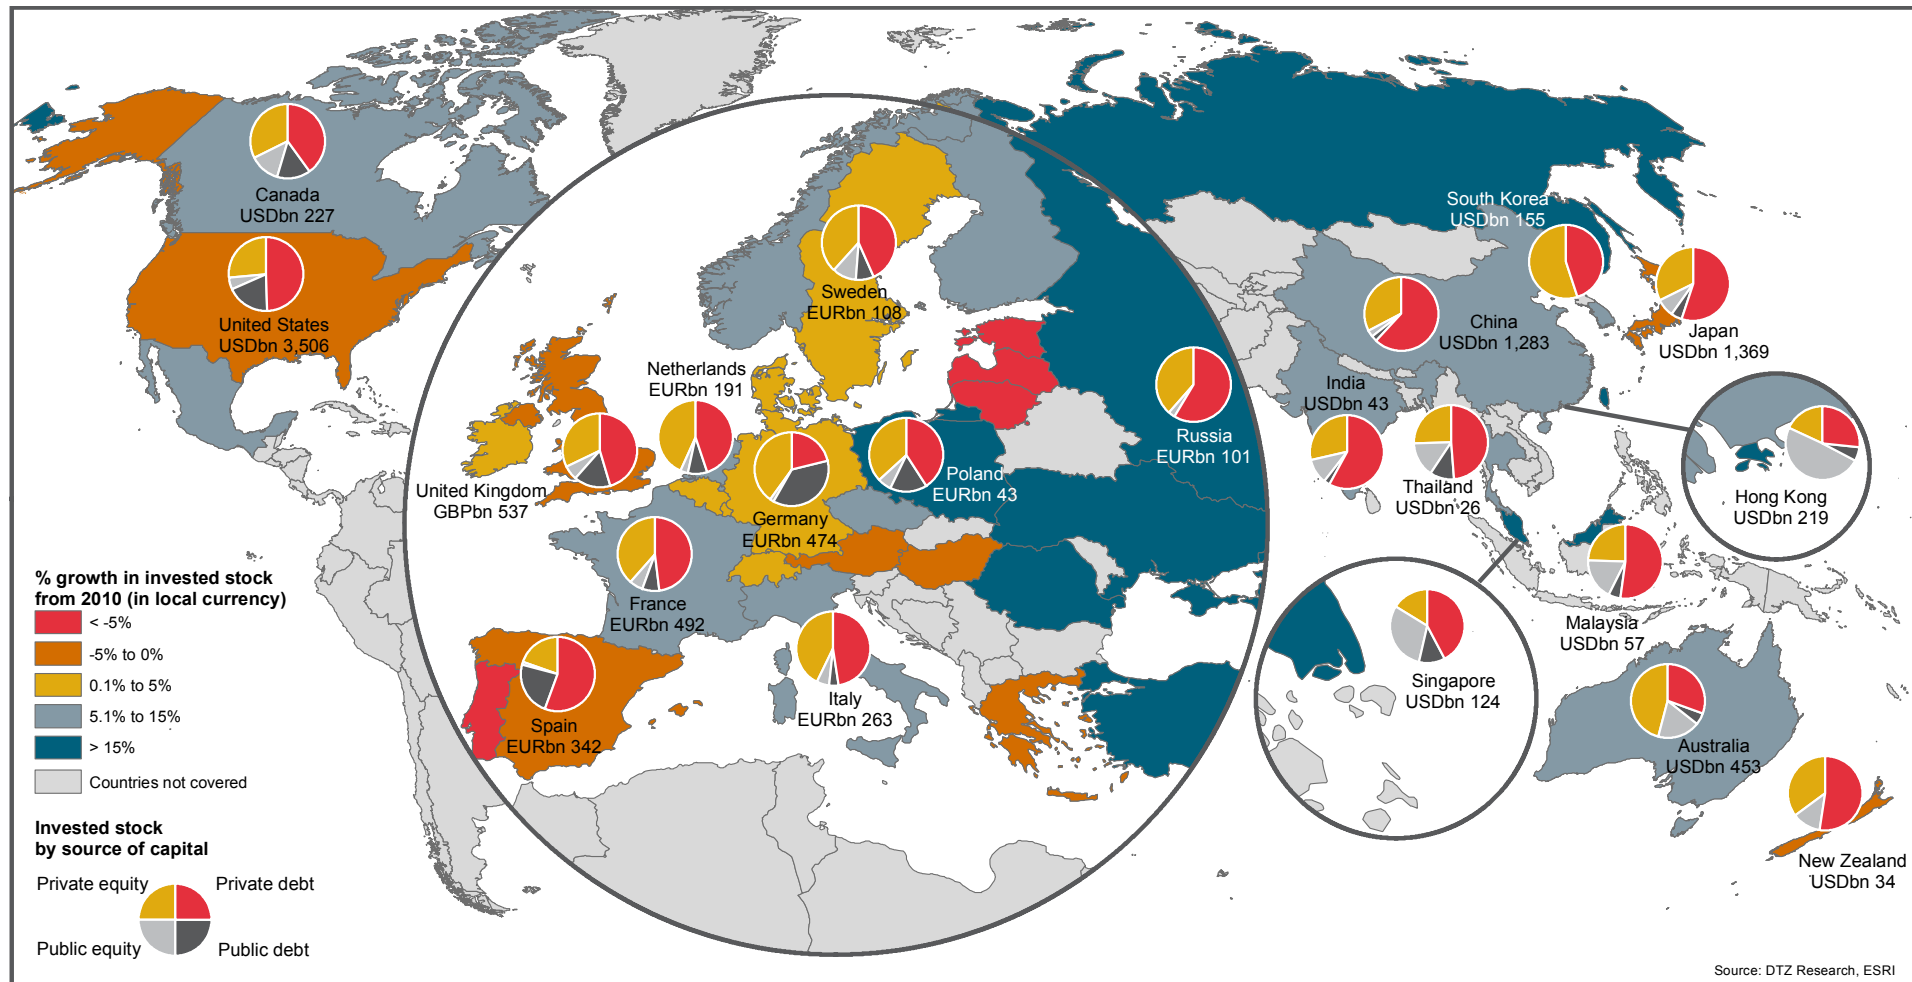 Canada
USDbn 227
United States
USDbn 3,506
Sweden
EURbn 108
Netherlands
EURbn 191
United Kingdom
GBPbn 537
Germany
EURbn 474
Poland
EURbn 43
Russia
EURbn 101
France
EURbn 492
Italy
EURbn 263
Spain
EURbn 342
South Korea
USDbn 155
China
USDbn 1,283
Japan
USDbn 1,369
India
USDbn 43
Thailand
USDbn 26
Hong Kong
USDbn 219
Malaysia
USDbn 57
Singapore
USDbn 124
Australia
USDbn 453
New Zealand
USDbn 34
% growth in invested stock
from 2010 (in local currency)
< -5%
-5% to 0%
0.1% to 5%
5.1% to 15%
> 15%
Countries not covered
Invested stock
by source of capital
Private equity
Private debt
Public equity
Public debt
Source: DTZ Research, ESRI